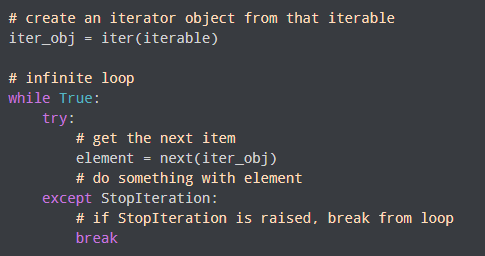 # create an iterator object from that iterable
iter_obj = iter(iterable)

# infinite loop
while True:
    try:
        # get the next item
        element = next(iter_obj)
        # do something with element
    except StopIteration:
        # if StopIteration is raised, break from loop
        break